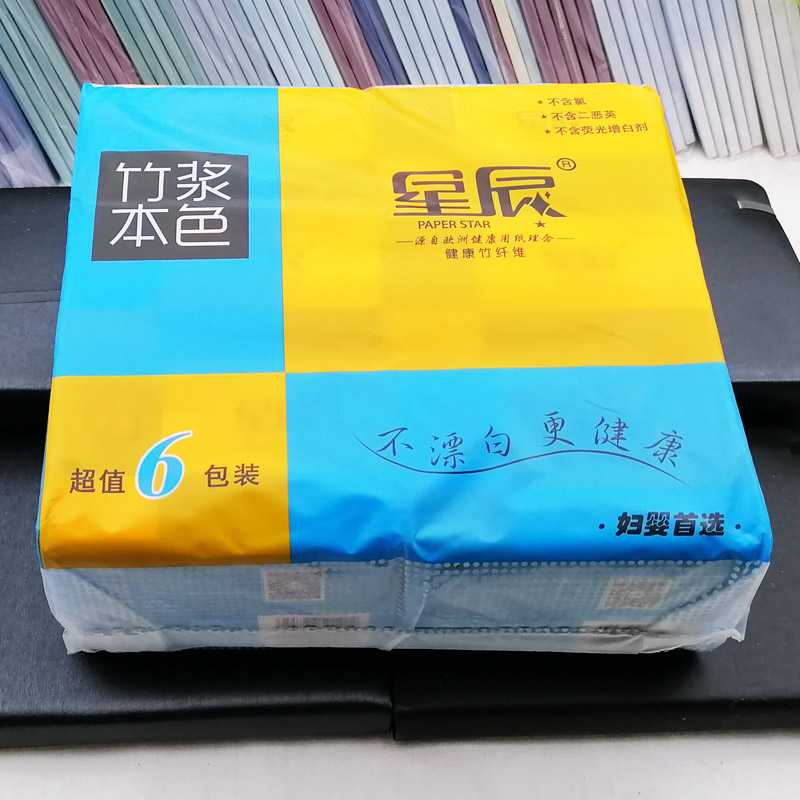 ★ 不含氯
★ 不含二恶英
★ 不含荧光增白剂
竹浆
本色
星辰®
PAPER STAR
源自欧洲健康用纸理念
健康竹纤维
超值6包装
不漂白更健康
·妇婴首选·